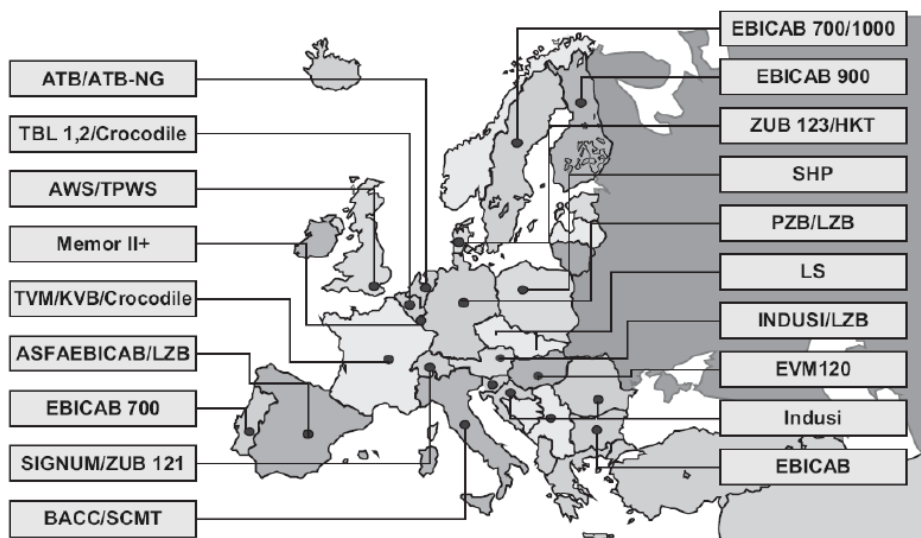 ATB/ATB-NG
TBL 1,2/Crocodile
AWS/TPWS
Memor II+
TVM/KVB/Crocodile
ASFAEBICAB/LZB
EBICAB 700
SIGNUM/ZUB 121
BACC/SCMT
EBICAB 700/1000
EBICAB 900
ZUB 123/HKT
SHP
PZB/LZB
LS
INDUSI/LZB
EVM120
Indusi
EBICAB